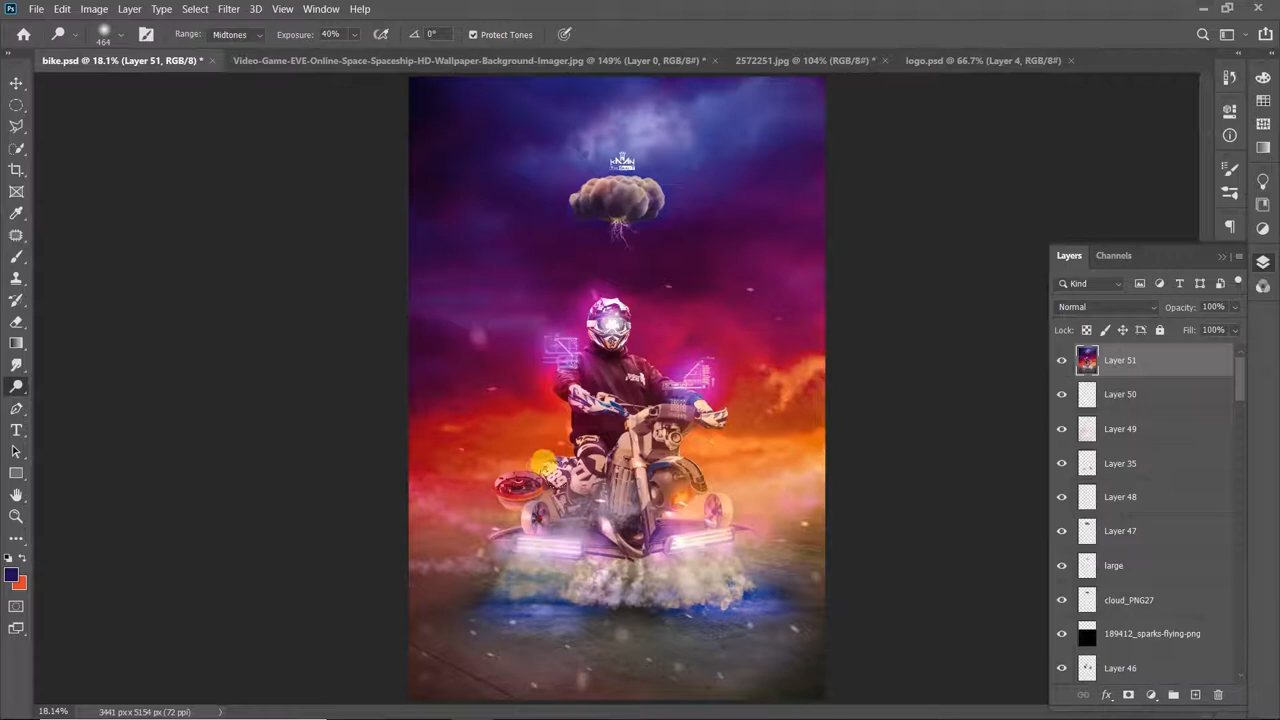 Ps File Edit Image Layer Type Select Filter 3D View Window Help
464 Range: Midtones Exposure: 40% 0° Protect Tones
bike.psd @ 18.1% (Layer 51, RGB/8) * Video-Game-EVE-Online-Space-Spaceship-HD-Wallpaper-Background-Imager.jpg @ 149% (Layer 0, RGB/8#) * 2572251.jpg @ 104% (RGB/8#) * logo.psd @ 66.7% (Layer 4, RGB/8#)
Layers Channels
Kind
Normal Opacity: 100%
Lock: Fill: 100%
Layer 51
Layer 50
Layer 49
Layer 35
Layer 48
Layer 47
large
cloud_PNG27
189412_sparks-flying-png
Layer 46
18.14% 3441 px x 5154 px (72 ppi)